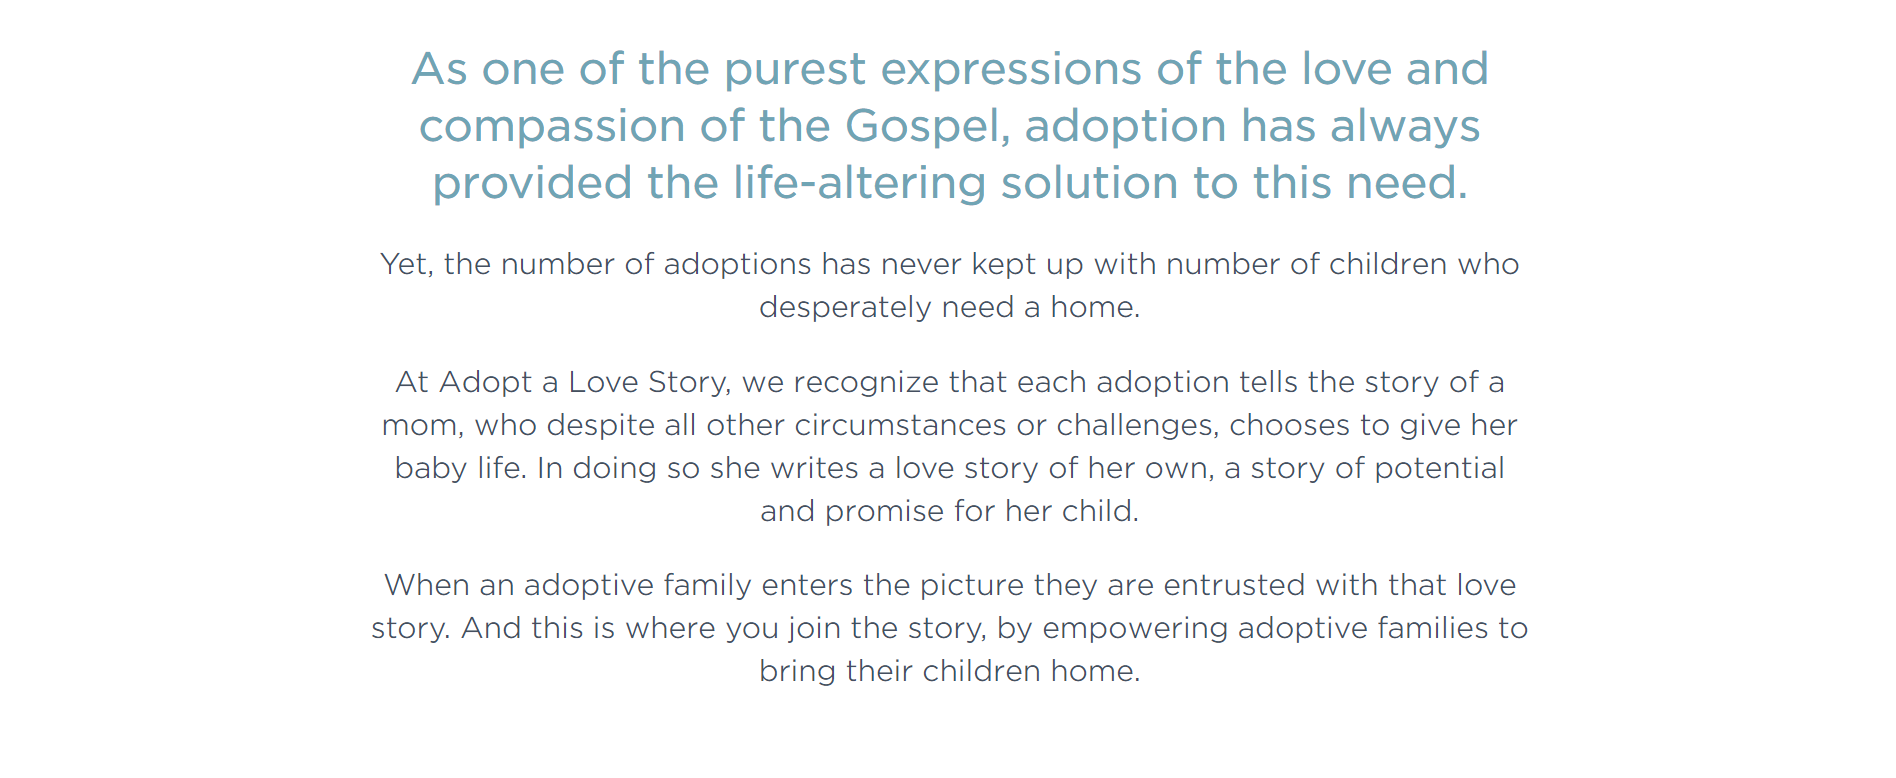 As one of the purest expressions of the love and
compassion of the Gospel, adoption has always
provided the life-altering solution to this need.
Yet, the number of adoptions has never kept up with number of children who
desperately need a home.
At Adopt a Love Story, we recognize that each adoption tells the story of a
mom, who despite all other circumstances or challenges, chooses to give her
baby life. In doing so she writes a love story of her own, a story of potential
and promise for her child.
When an adoptive family enters the picture they are entrusted with that love
story. And this is where you join the story, by empowering adoptive families to
bring their children home.